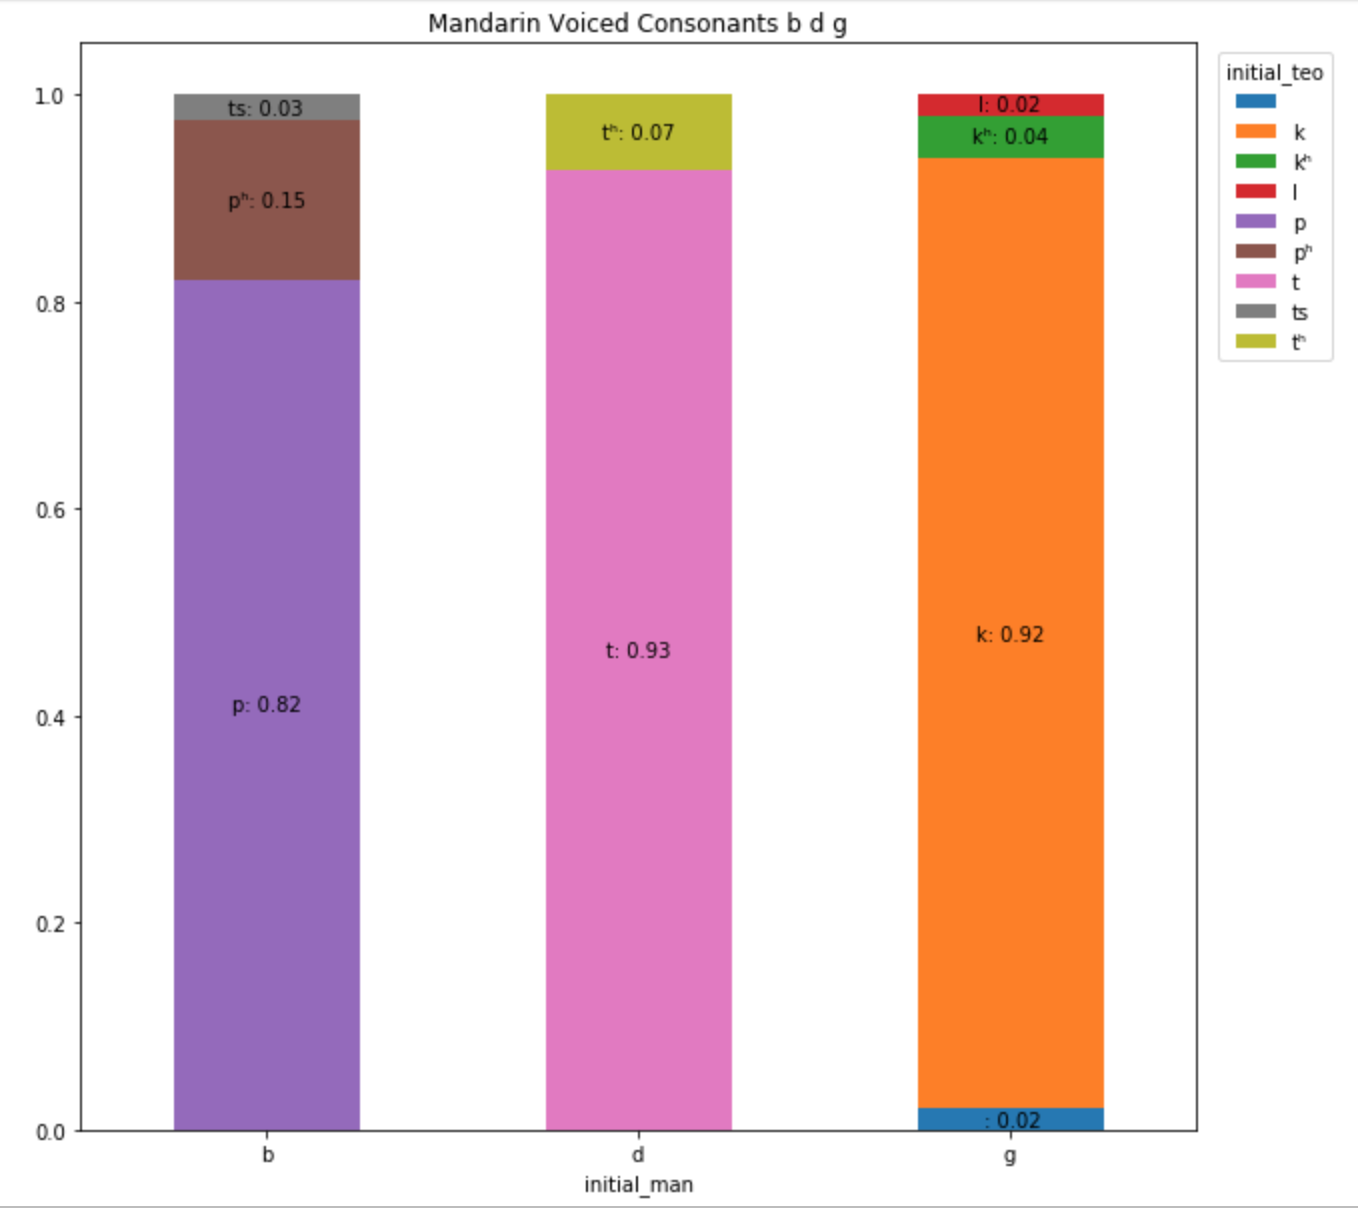 Mandarin Voiced Consonants b d g
1.0
0.8
0.6
0.4
0.2
0.0
ts: 0.03
pʰ: 0.15
p: 0.82
tʰ: 0.07
t: 0.93
l: 0.02
kʰ: 0.04
k: 0.92
: 0.02
b
d
g
initial_man
initial_teo
k
kʰ
l
p
pʰ
t
ts
tʰ